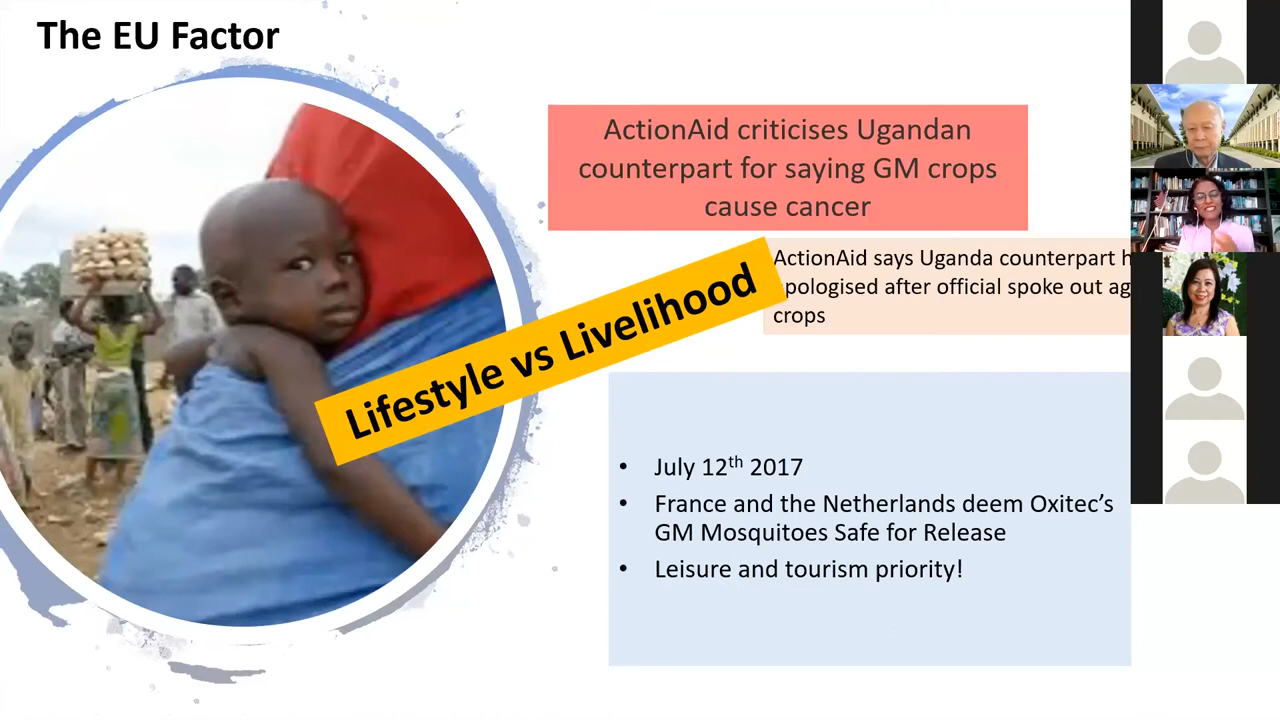 The EU Factor
ActionAid criticises Ugandan
counterpart for saying GM crops
cause cancer
ActionAid says Uganda counterpart
after official spoke out
crops
Lifestyle vs Livelihood
• July 12th 2017
• France and the Netherlands deem Oxitec's
GM Mosquitoes Safe for Release
• Leisure and tourism priority!